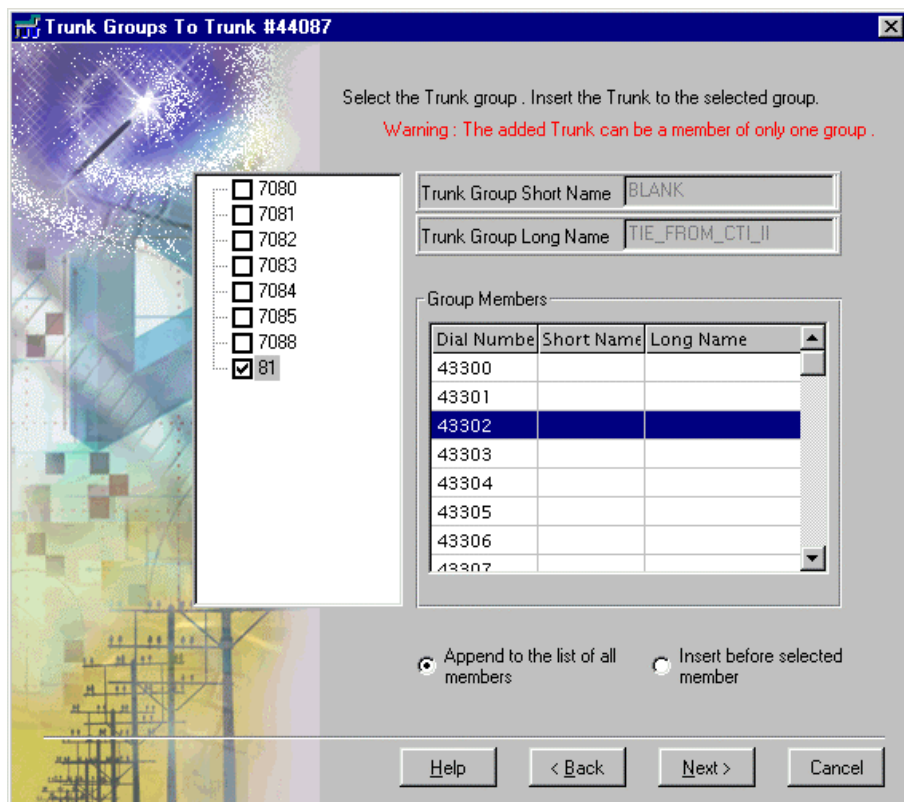 Trunk Groups To Trunk #44087
Select the Trunk group . Insert the Trunk to the selected group.
Warning : The added Trunk can be a member of only one group .
7080
7081
7082
7083
7084
7085
7088
81
Trunk Group Short Name BLANK
Trunk Group Long Name TIE_FROM_CTI_II
Group Members
Dial Numbe Short Name Long Name
43300
43301
43302
43303
43304
43305
43306
43307
Append to the list of all
members
Insert before selected
member
Help < Back Next > Cancel